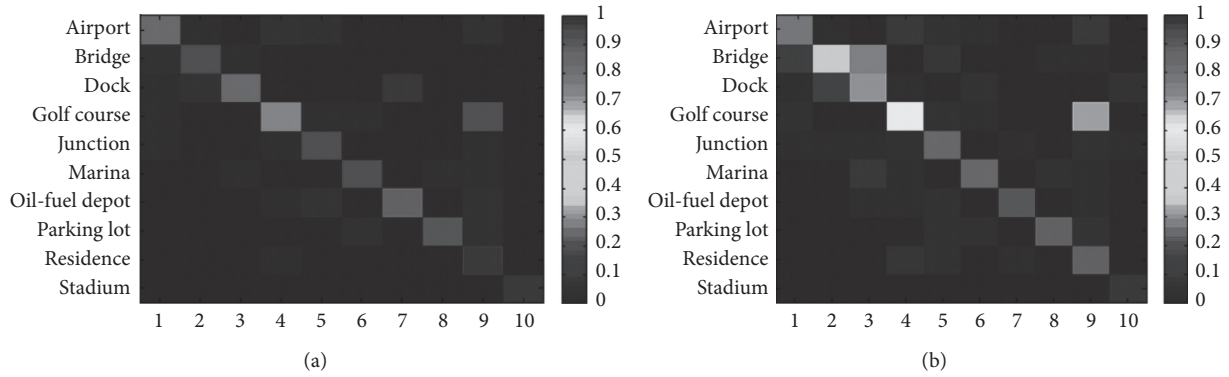 Airport
Bridge
Dock
Golf course
Junction
Marina
Oil-fuel depot
Parking lot
Residence
Stadium
1 2 3 4 5 6 7 8 9 10
1
0.9
0.8
0.7
0.6
0.5
0.4
0.3
0.2
0.1
0
(a)
Airport
Bridge
Dock
Golf course
Junction
Marina
Oil-fuel depot
Parking lot
Residence
Stadium
1 2 3 4 5 6 7 8 9 10
1
0.9
0.8
0.7
0.6
0.5
0.4
0.3
0.2
0.1
0
(b)